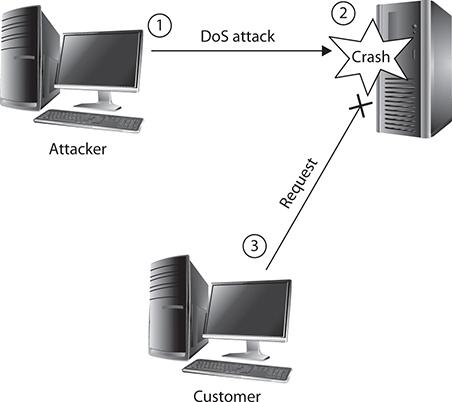 1
DoS attack
2
Crash
Attacker
Request
3
Customer